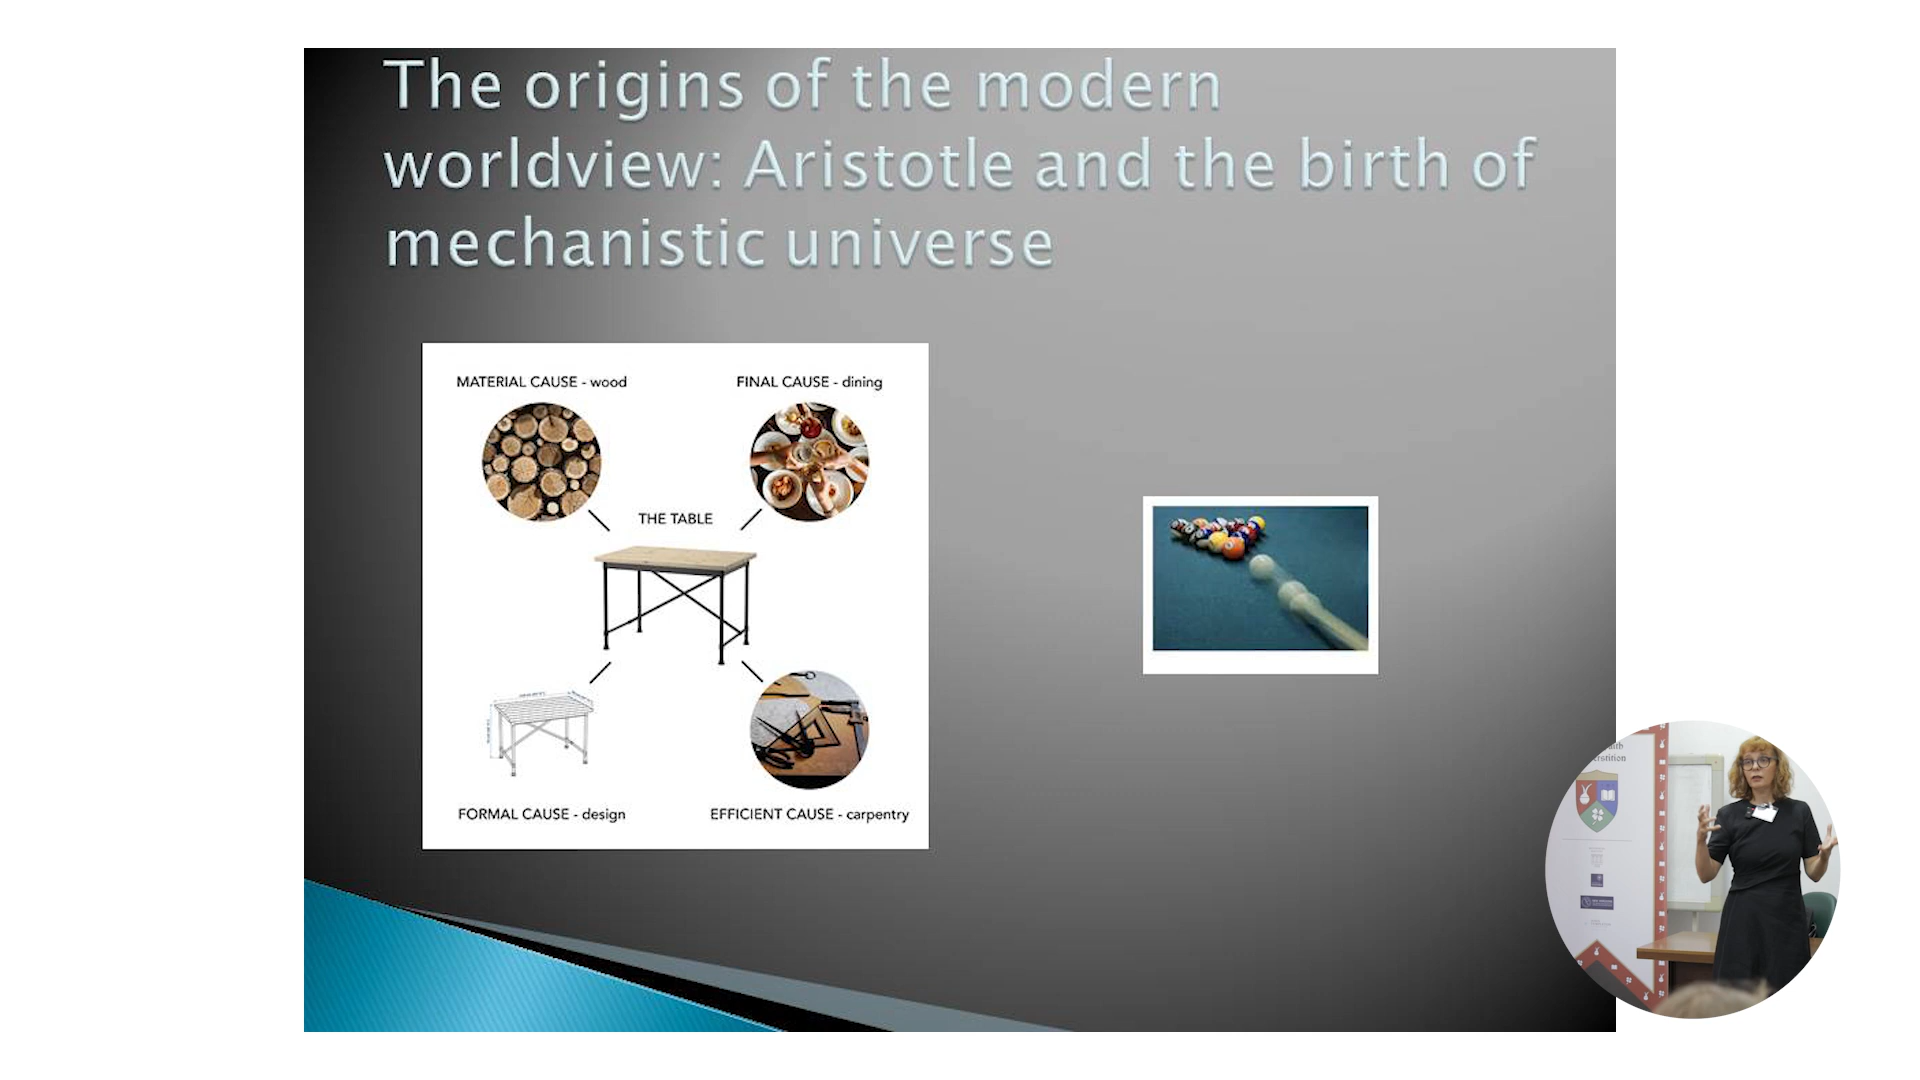 The origins of the modern
worldview: Aristotle and the birth of
mechanistic universe
MATERIAL CAUSE - wood
FINAL CAUSE - dining
THE TABLE
FORMAL CAUSE - design
EFFICIENT CAUSE - carpentry